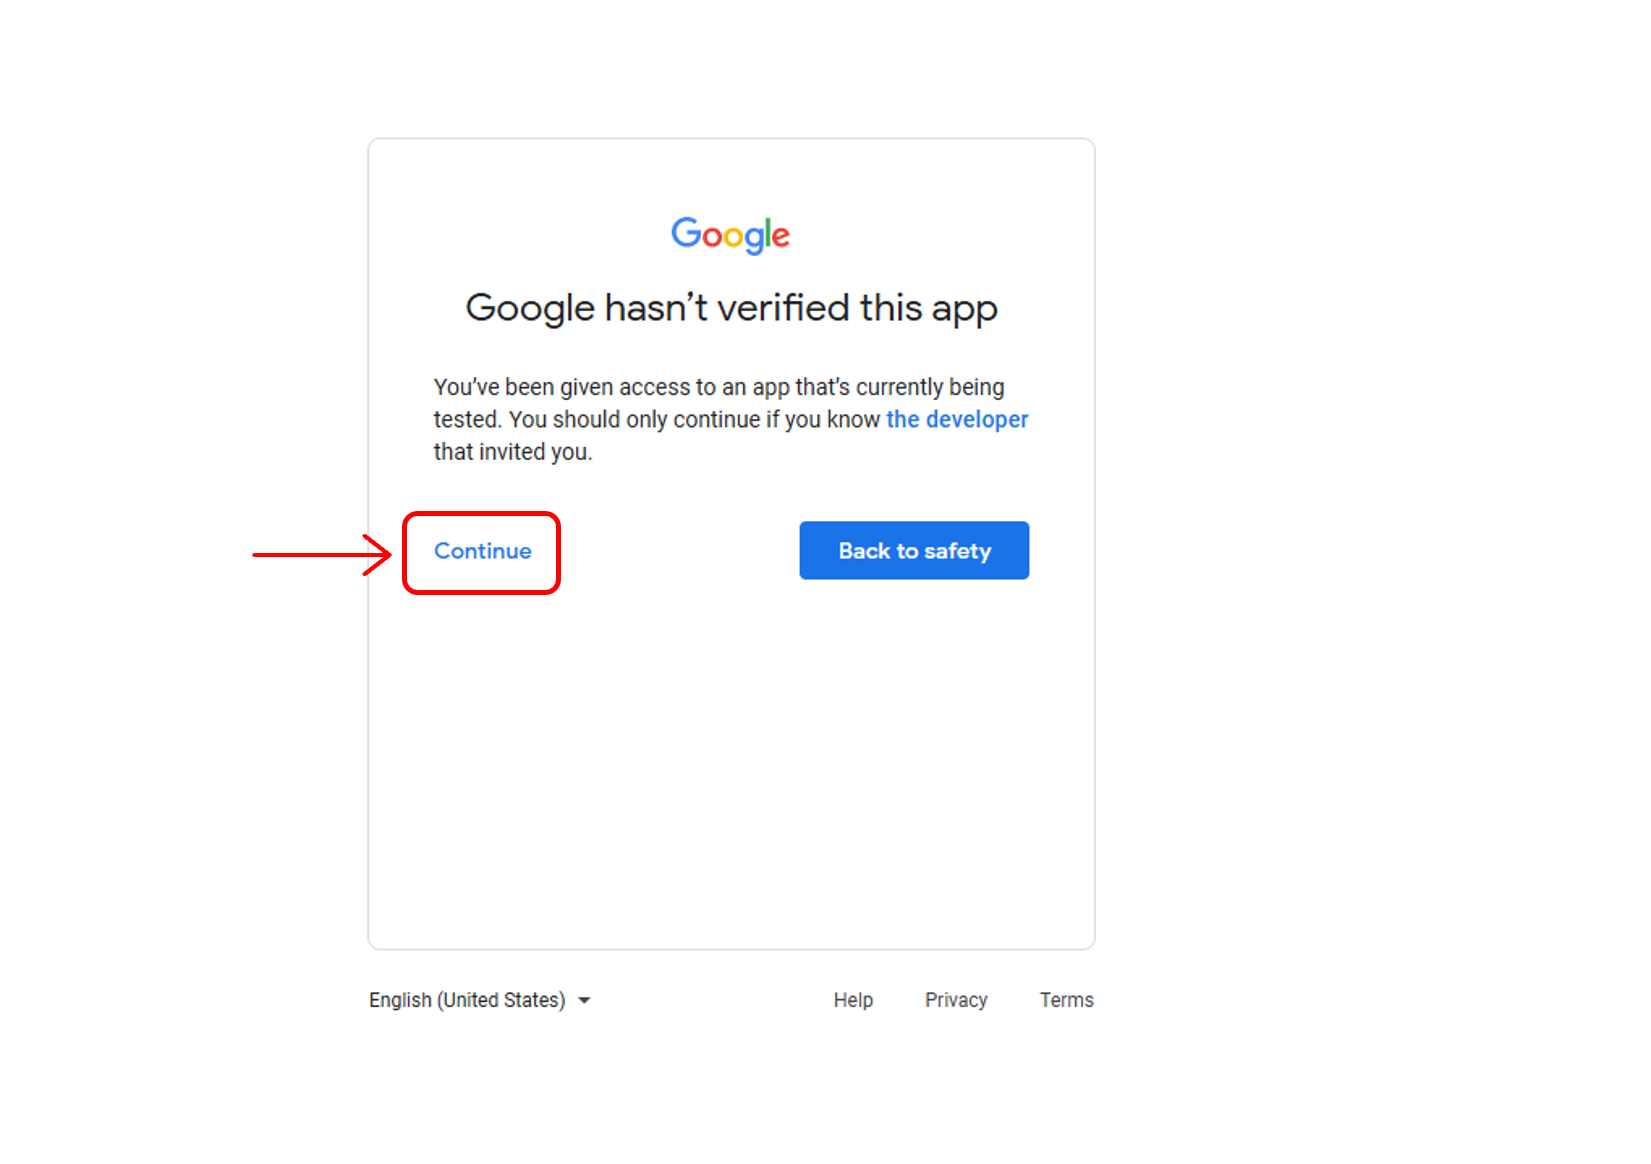 Google
Google hasn’t verified this app
You’ve been given access to an app that’s currently being
tested. You should only continue if you know the developer
that invited you.
Continue
Back to safety
English (United States)
Help
Privacy
Terms